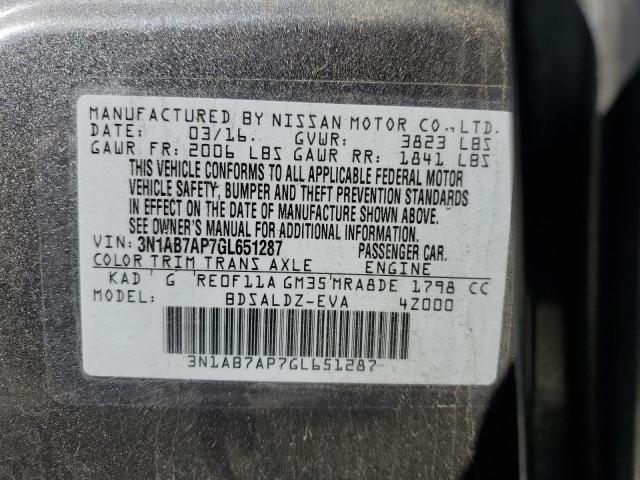 MANUFACTURED BY NISSAN MOTOR CO.,LTD.
DATE: 03/16. GVWR: 3823 LBS
GAWR FR: 2006 LBS GAWR RR: 1841 LBS
THIS VEHICLE CONFORMS TO ALL APPLICABLE FEDERAL MOTOR
VEHICLE SAFETY, BUMPER AND THEFT PREVENTION STANDARDS
IN EFFECT ON THE DATE OF MANUFACTURE SHOWN ABOVE.
SEE OWNER'S MANUAL FOR ADDITIONAL INFORMATION.
VIN: 3N1AB7AP7GL651287 PASSENGER CAR.
COLOR TRIM TRANS AXLE ENGINE
KAD G RE0F11A GM35 MRA8DE 1798 CC
MODEL: BDSALDZ-EVA 4Z000
3N1AB7AP7GL651287